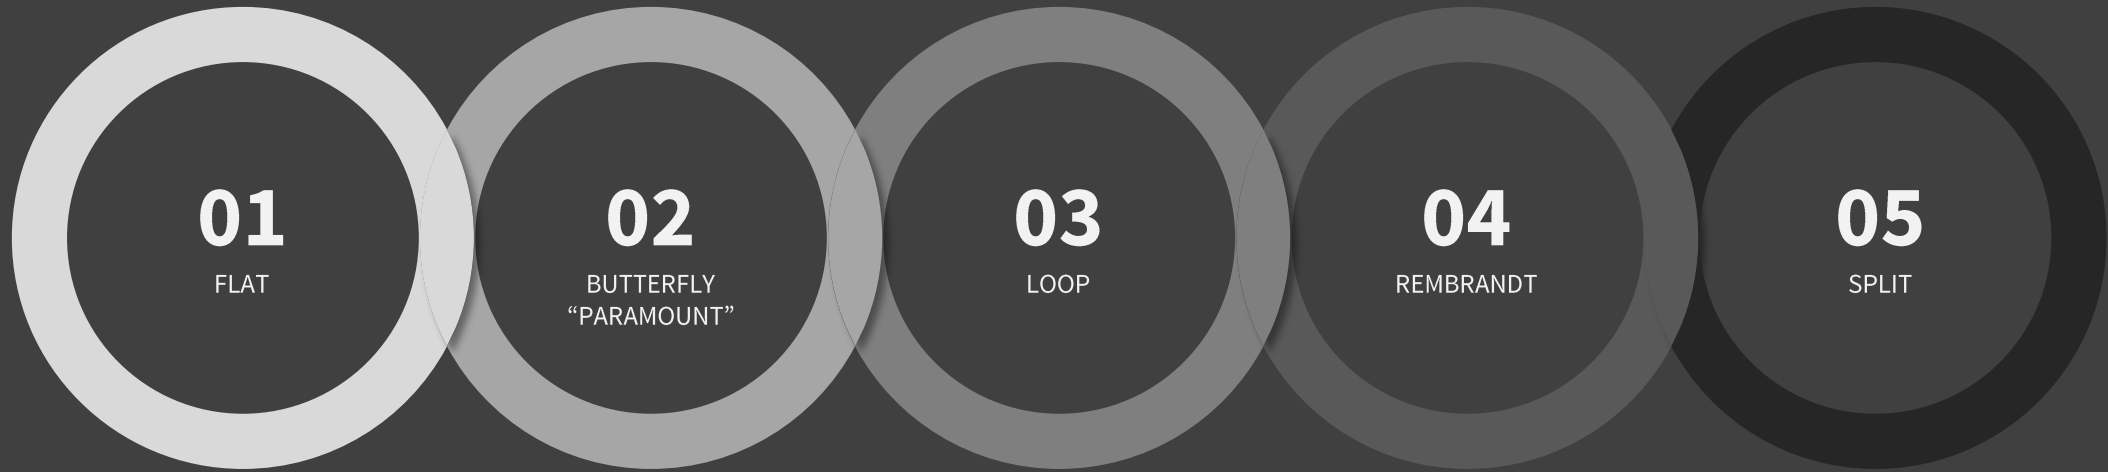 01
FLAT
02
BUTTERFLY
“PARAMOUNT”
03
LOOP
04
REMBRANDT
05
SPLIT